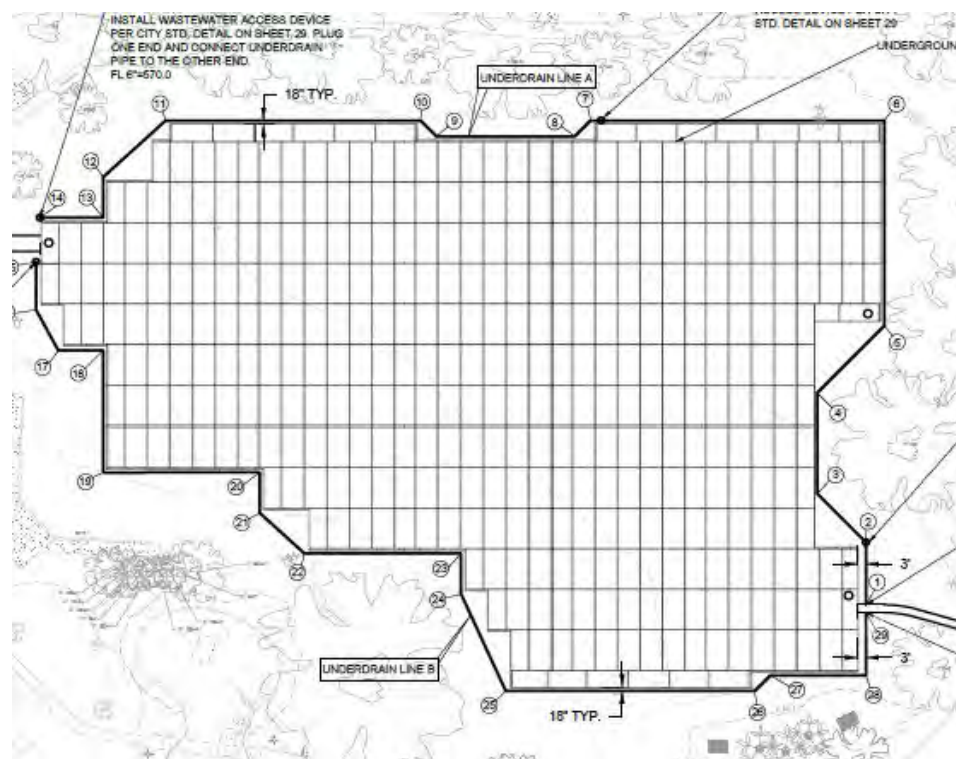 INSTALL WASTEWATER ACCESS DEVICE
PER CITY STD. DETAIL ON SHEET 29. PLUG
ONE END AND CONNECT UNDERDRAIN
PIPE TO THE OTHER END.
FL 6"=570.0
STD. DETAIL ON SHEET 29
UNDERGROUN
UNDERDRAIN LINE A
18" TYP.
11
10
9
8
7
6
12
13
14
5
17
18
4
3
19
20
21
22
23
24
2
3'
1
29
3'
28
UNDERDRAIN LINE B
27
25
26
18" TYP.